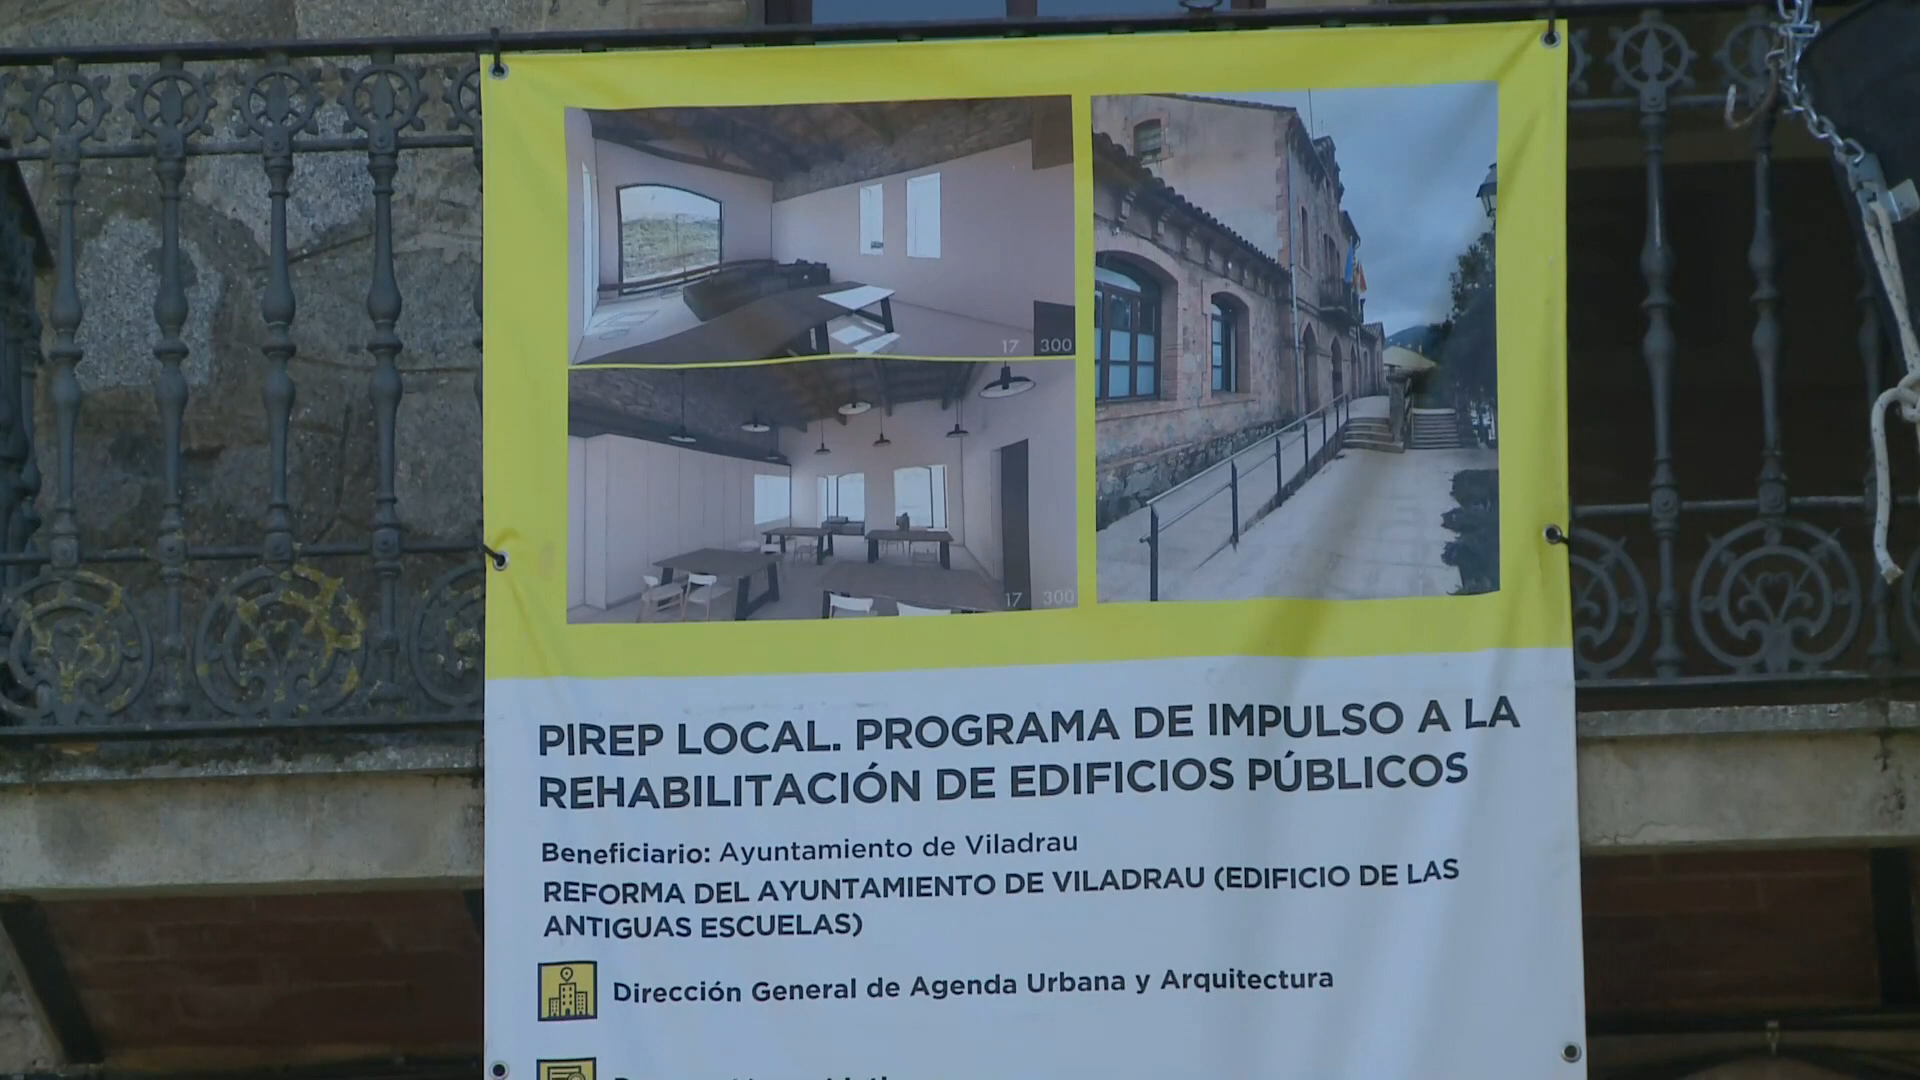 17 300
17 300
PIREP LOCAL. PROGRAMA DE IMPULSO A LA
REHABILITACIÓN DE EDIFICIOS PÚBLICOS
Beneficiario: Ayuntamiento de Viladrau
REFORMA DEL AYUNTAMIENTO DE VILADRAU (EDIFICIO DE LAS
ANTIGUAS ESCUELAS)
Dirección General de Agenda Urbana y Arquitectura